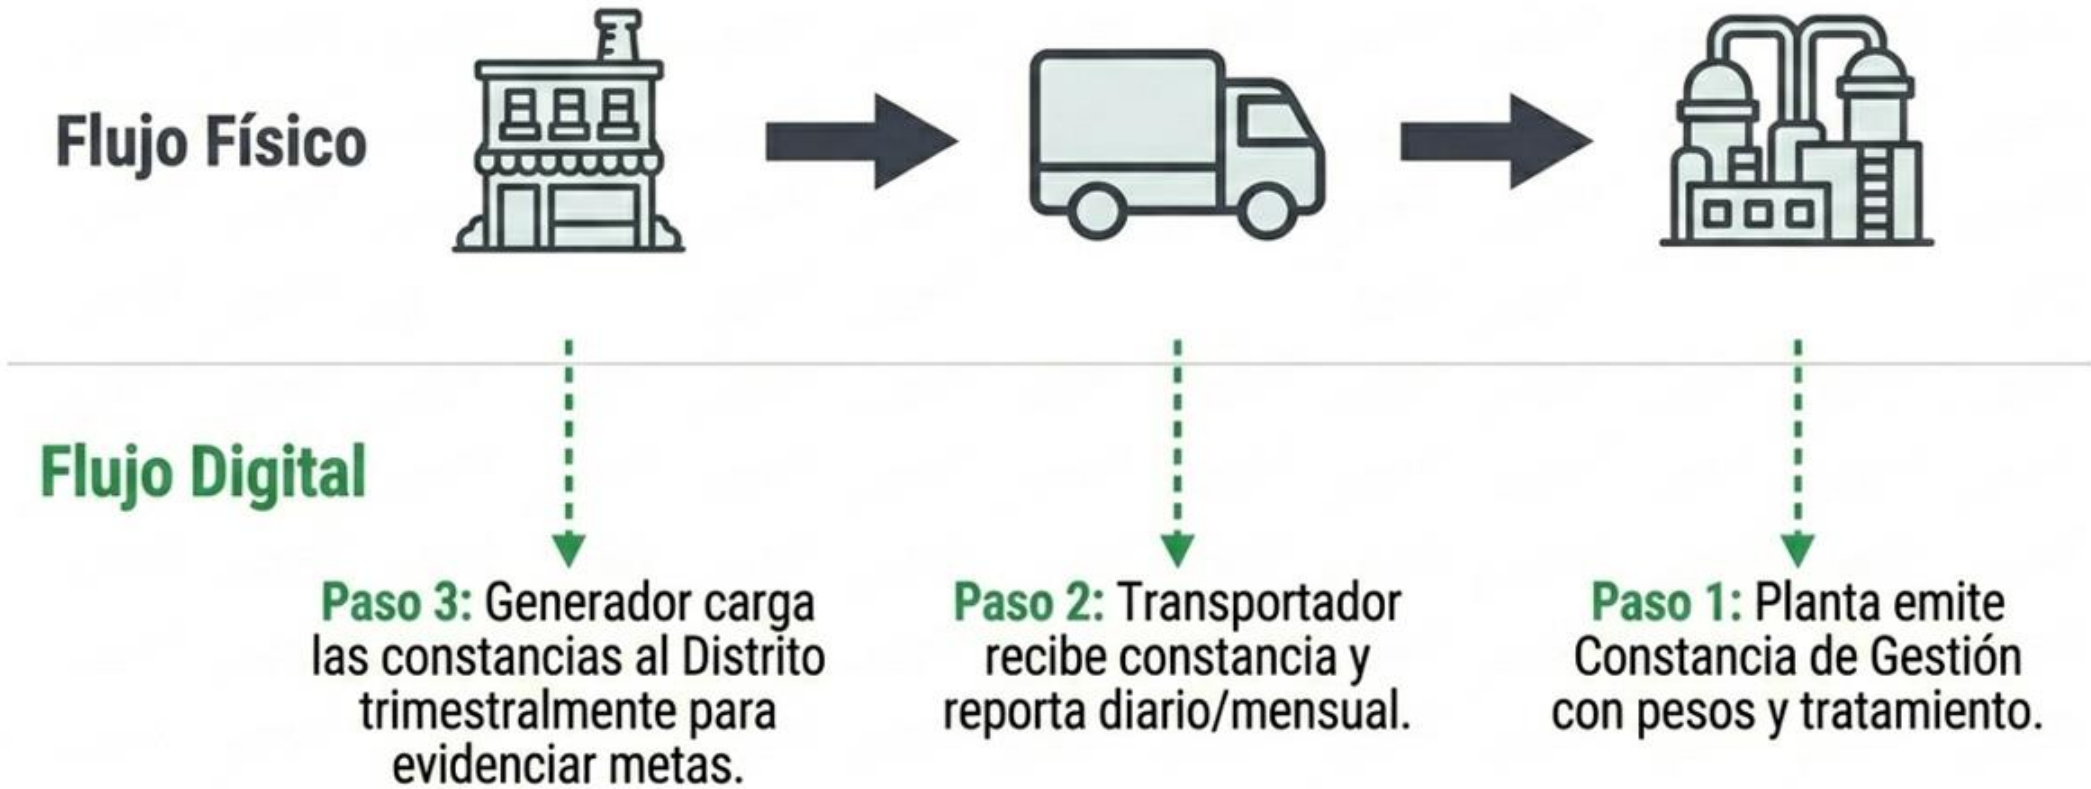 Flujo Físico
Flujo Digital
Paso 3: Generador carga
las constancias al Distrito
trimestralmente para
evidenciar metas.
Paso 2: Transportador
recibe constancia y
reporta diario/mensual.
Paso 1: Planta emite
Constancia de Gestión
con pesos y tratamiento.